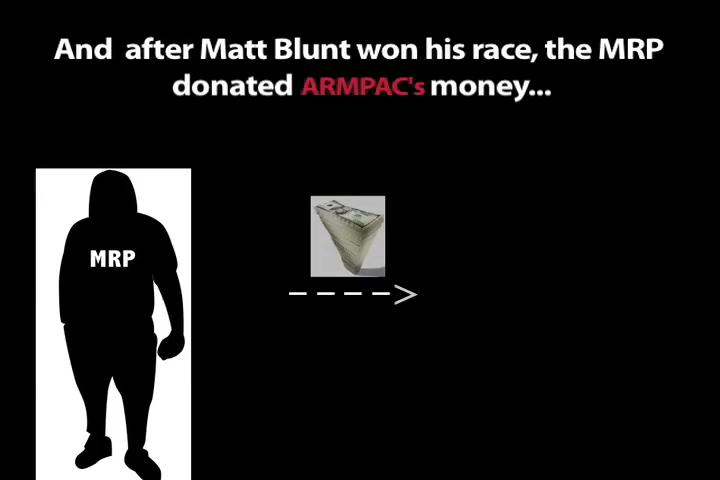 And after Matt Blunt won his race, the MRP
donated ARMPAC's money...
MRP